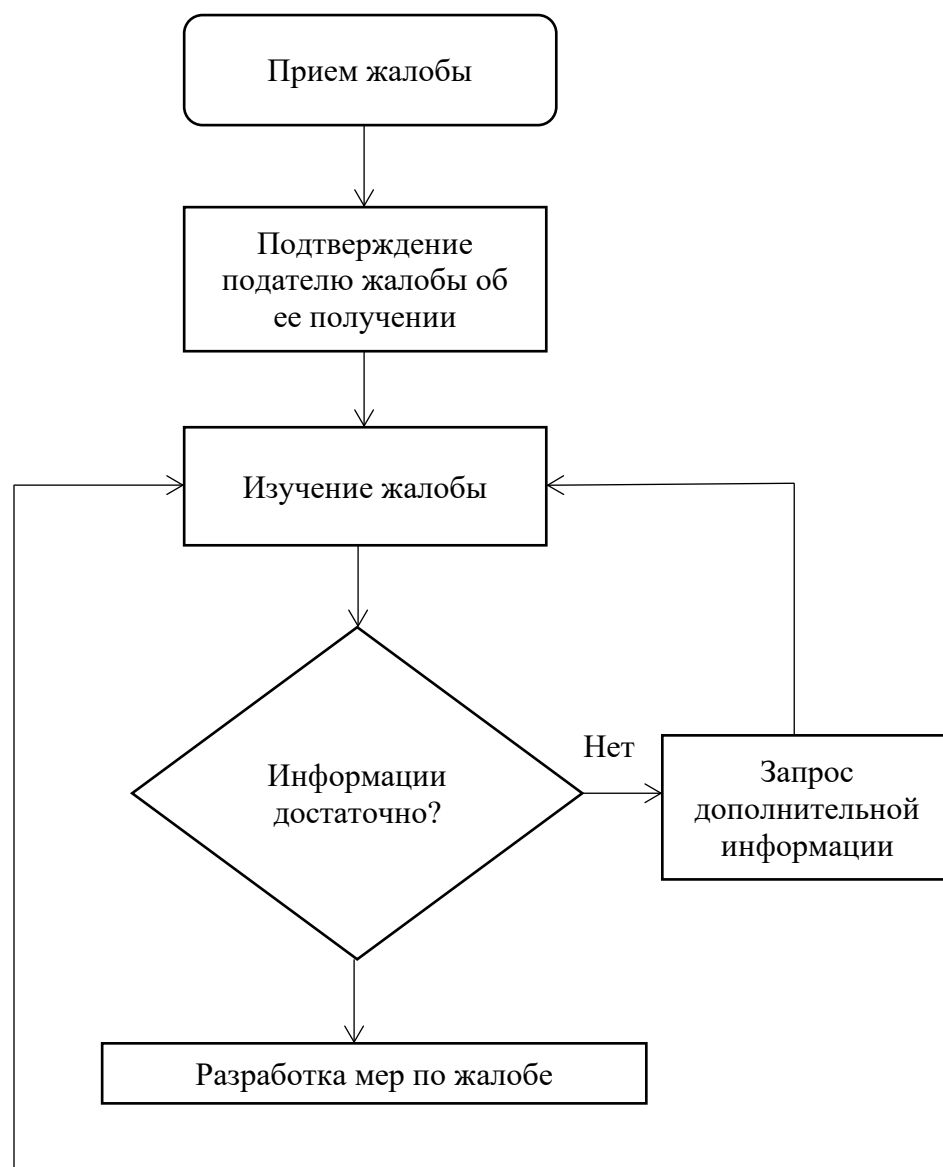 Прием жалобы
Подтверждение
подателю жалобы об
ее получении
Изучение жалобы
Информации
достаточно?
Нет
Запрос
дополнительной
информации
Разработка мер по жалобе